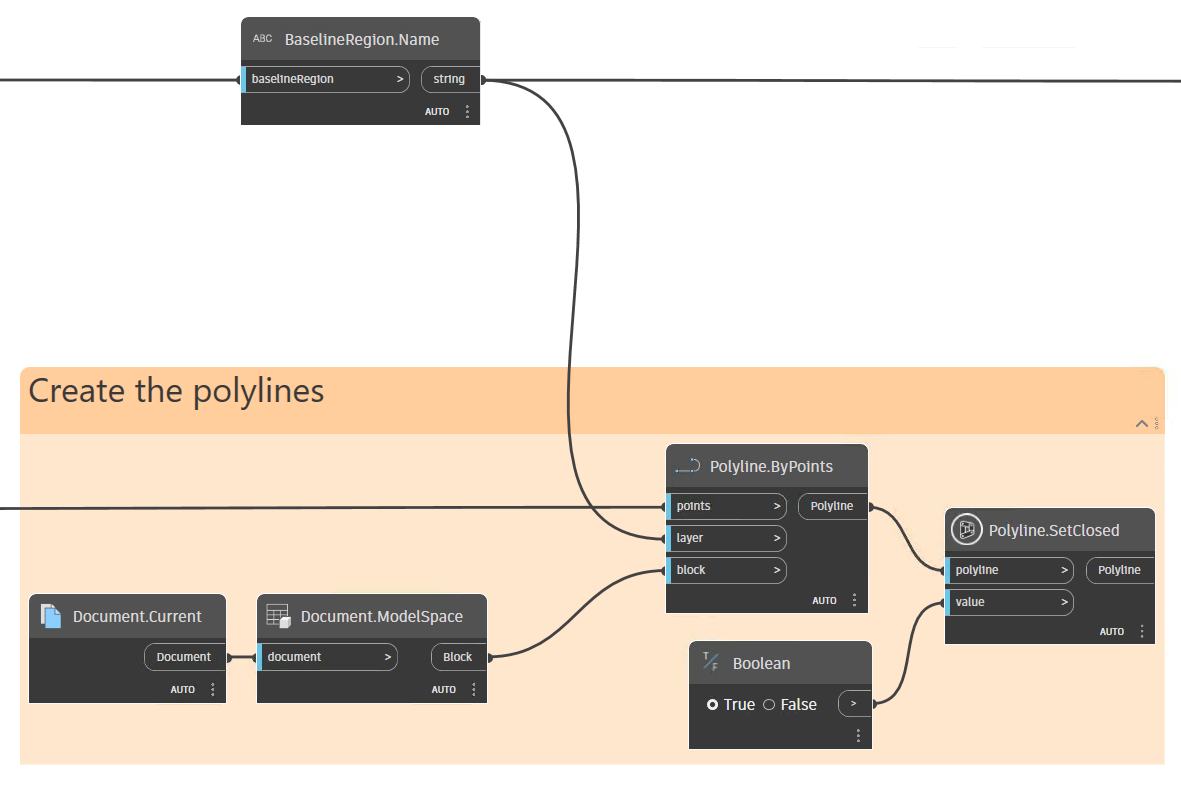 ABC BaselineRegion.Name
baselineRegion > string
AUTO
Create the polylines
Polyline.ByPoints
points > Polyline
layer >
block >
AUTO
Polyline.SetClosed
polyline > Polyline
value >
AUTO
Document.Current
Document
AUTO
Document.ModelSpace
document > Block
AUTO
T/F Boolean
True False >